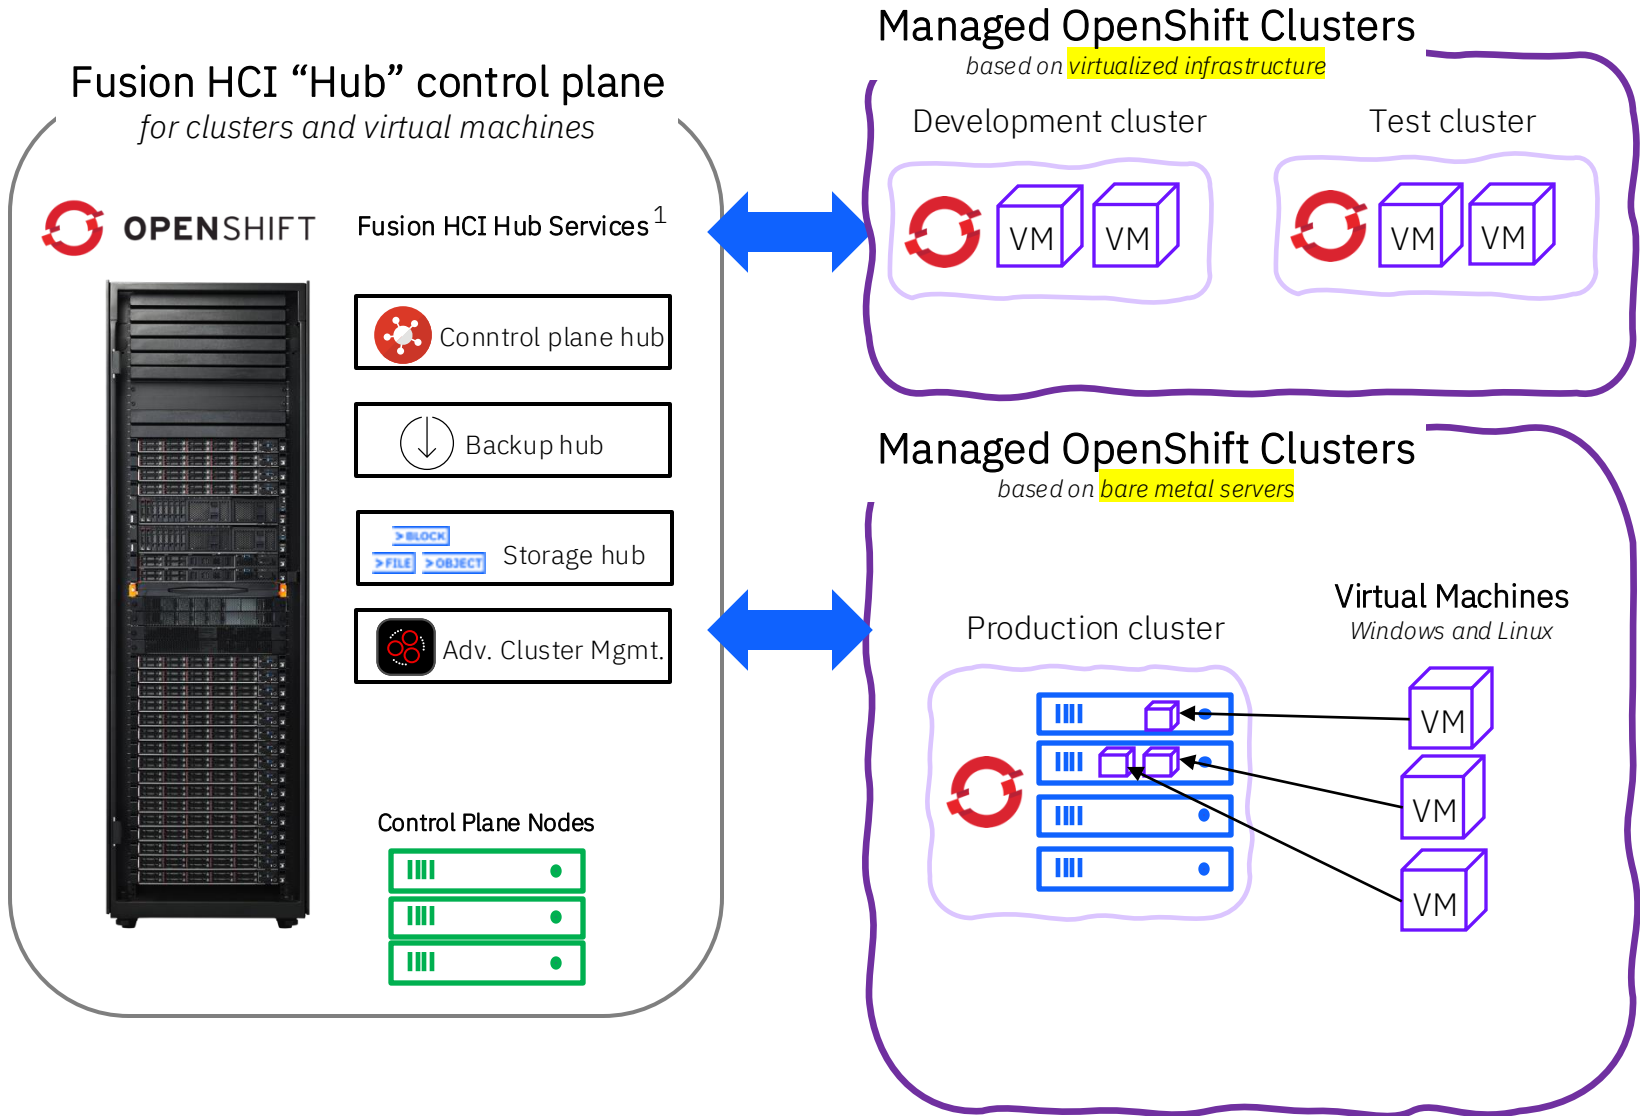 Fusion HCI “Hub” control plane
for clusters and virtual machines
OPENSHIFT
Fusion HCI Hub Services 1
Conntrol plane hub
Backup hub
>BLOCK
>FILE >OBJECT
Storage hub
Adv. Cluster Mgmt.
Control Plane Nodes
Managed OpenShift Clusters
based on virtualized infrastructure
Development cluster
VM VM
Test cluster
VM VM
Managed OpenShift Clusters
based on bare metal servers
Production cluster
Virtual Machines
Windows and Linux
VM
VM
VM